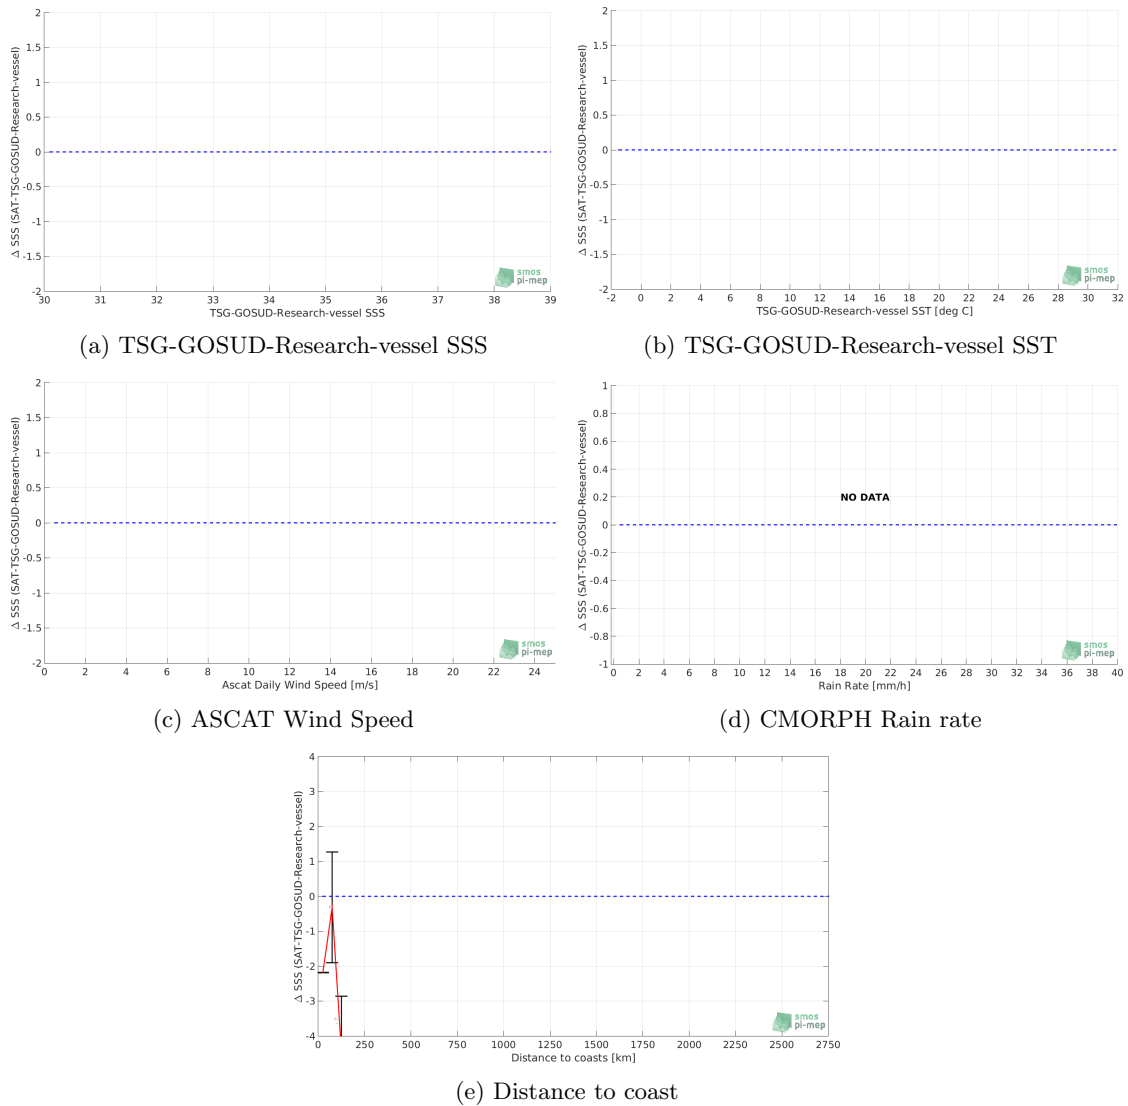 2
1.5
1
0.5
0
-0.5
-1
-1.5
-2
Δ SSS (SAT-TSG-GOSUD-Research-vessel)
30 31 32 33 34 35 36 37 38 39
TSG-GOSUD-Research-vessel SSS
smos
pi-mep
(a) TSG-GOSUD-Research-vessel SSS
2
1.5
1
0.5
0
-0.5
-1
-1.5
-2
Δ SSS (SAT-TSG-GOSUD-Research-vessel)
-2 0 2 4 6 8 10 12 14 16 18 20 22 24 26 28 30 32
TSG-GOSUD-Research-vessel SST [deg C]
smos
pi-mep
(b) TSG-GOSUD-Research-vessel SST
2
1.5
1
0.5
0
-0.5
-1
-1.5
-2
Δ SSS (SAT-TSG-GOSUD-Research-vessel)
0 2 4 6 8 10 12 14 16 18 20 22 24
Ascat Daily Wind Speed [m/s]
smos
pi-mep
(c) ASCAT Wind Speed
1
0.8
0.6
0.4
0.2
0
-0.2
-0.4
-0.6
-0.8
-1
Δ SSS (SAT-TSG-GOSUD-Research-vessel)
NO DATA
0 2 4 6 8 10 12 14 16 18 20 22 24 26 28 30 32 34 36 38 40
Rain Rate [mm/h]
smos
pi-mep
(d) CMORPH Rain rate
4
3
2
1
0
-1
-2
-3
-4
Δ SSS (SAT-TSG-GOSUD-Research-vessel)
0 250 500 750 1000 1250 1500 1750 2000 2250 2500 2750
Distance to coasts [km]
smos
pi-mep
(e) Distance to coast